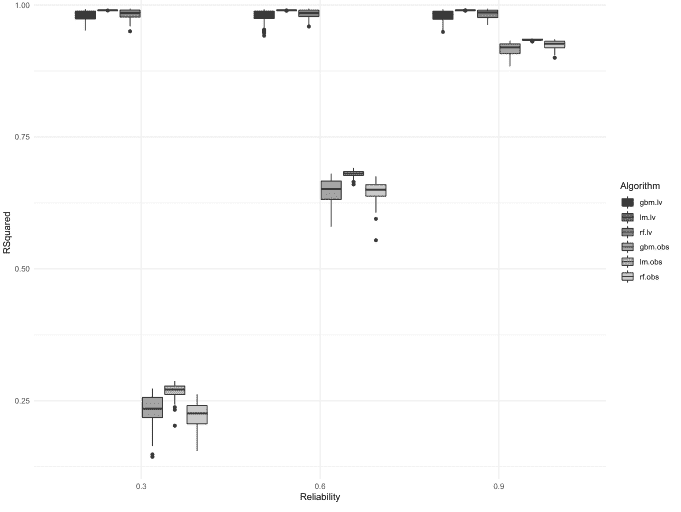 1.00
0.75
0.50
0.25
RSquared
0.3
0.6
0.9
Reliability
Algorithm
gbm.lv
lm.lv
rf.lv
gbm.obs
lm.obs
rf.obs